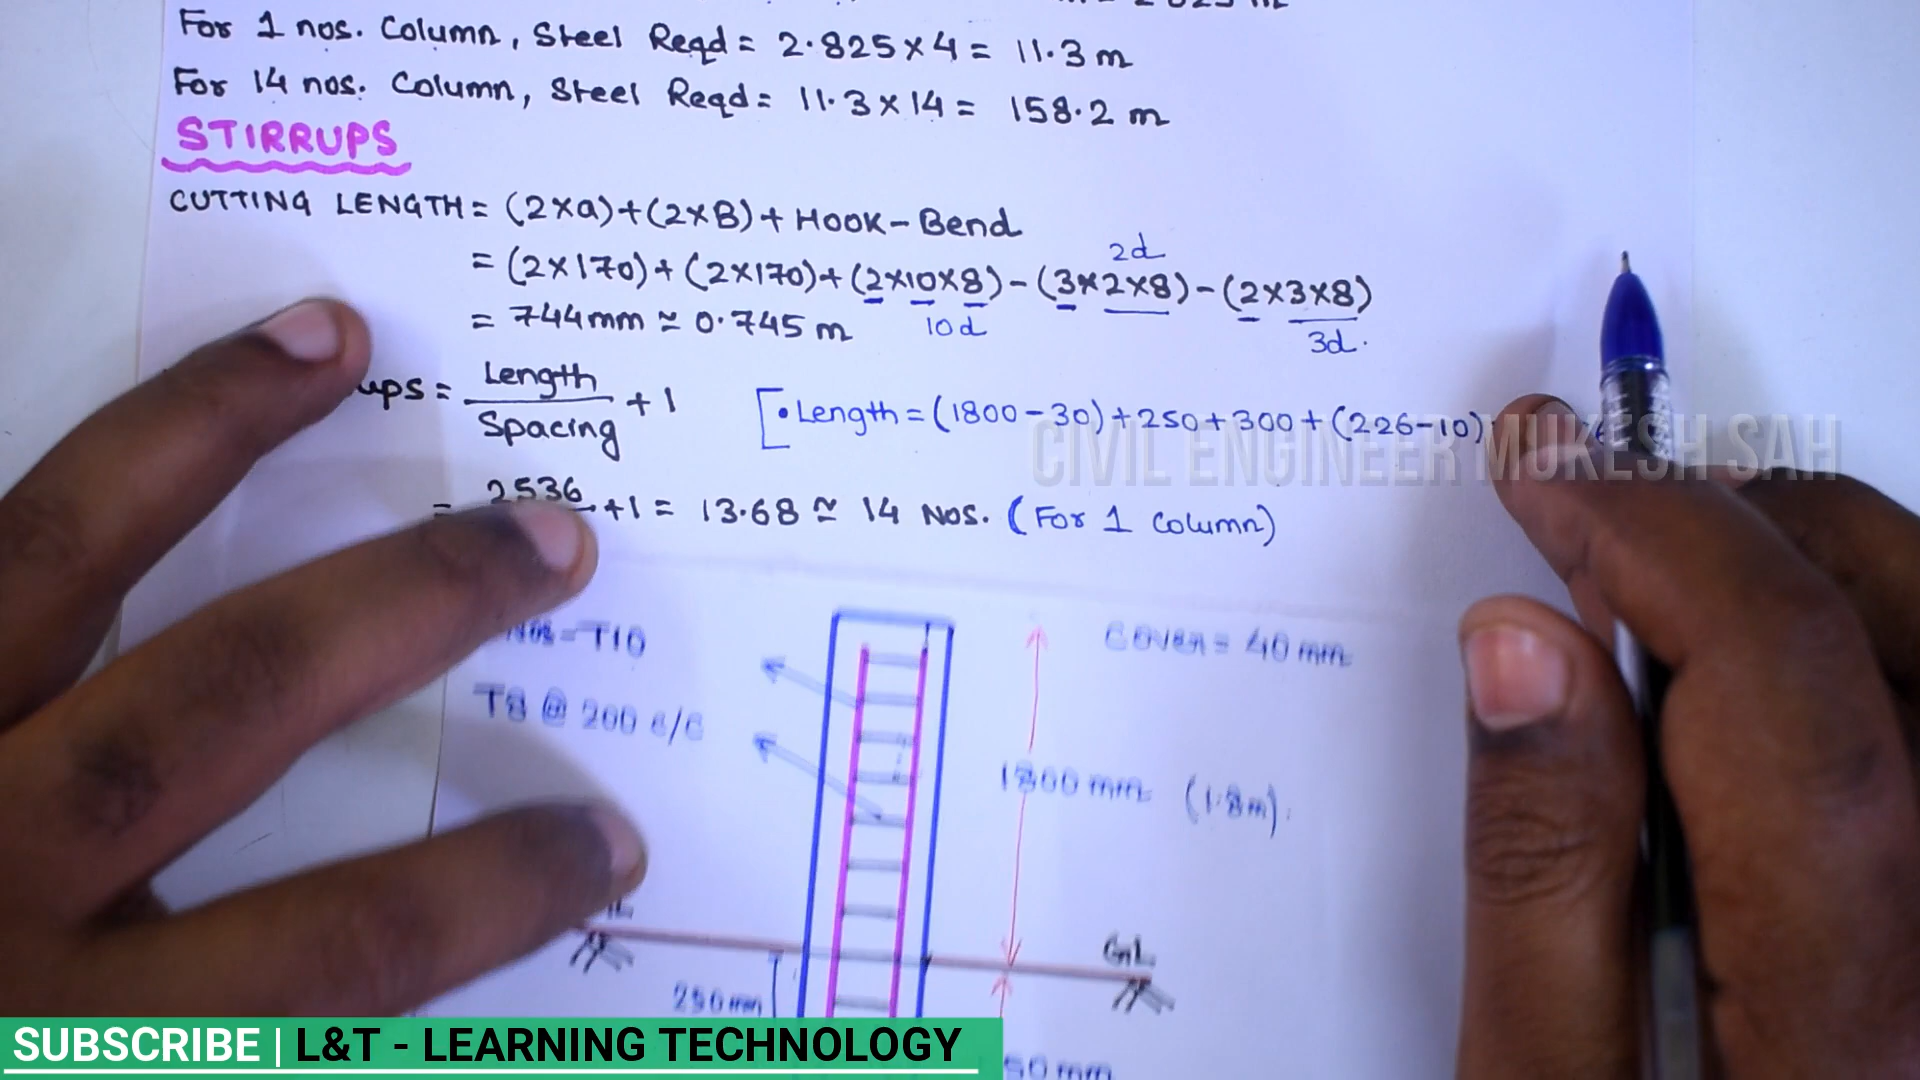 For 1 nos. Column, Steel Reqd = 2.825×4 = 11.3 m
For 14 nos. Column, Steel Reqd = 11.3×14 = 158.2 m
STIRRUPS
CUTTING LENGTH = (2×a)+(2×B)+HOOK-Bend
2d
= (2×170)+(2×170)+(2×10×8)-(3×2×8)-(2×3×8)
= 744mm ≃ 0.745 m
10d
3d.
ups = Length / Spacing + 1
[• Length = (1800-30)+250+300+(226-10)
= 2536 +1 = 13.68 ≃ 14 Nos. (For 1 Column)
CIVIL ENGINEER MUKESH SAH
Nos-T10
Cover = 40 mm
T8 @ 200 c/c
1800 mm (1.8m).
GL
250mm
50mm
SUBSCRIBE | L&T - LEARNING TECHNOLOGY